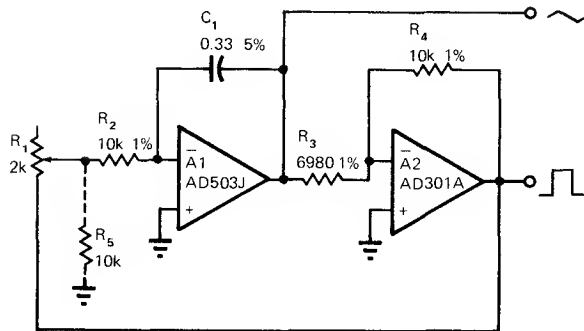 C1
0.33 5%
R4
10k 1%
R1
2k
R2
10k 1%
−
A1
AD503J
+
R3
6980 1%
−
A2
AD301A
+
R5
10k